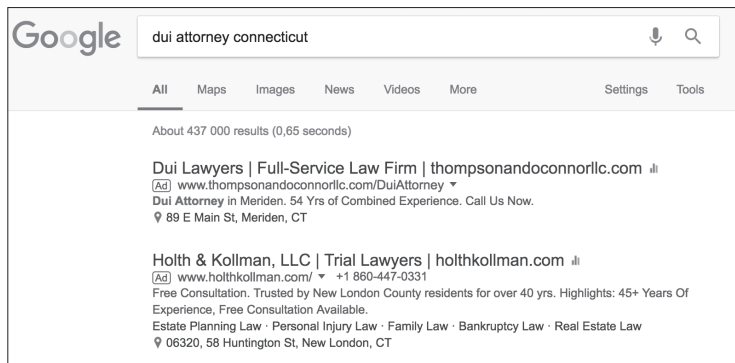 Google
dui attorney connecticut
All Maps Images News Videos More Settings Tools
About 437 000 results (0,65 seconds)
Dui Lawyers | Full-Service Law Firm | thompsonandoconnorllc.com
Ad www.thompsonandoconnorllc.com/DuiAttorney
Dui Attorney in Meriden. 54 Yrs of Combined Experience. Call Us Now.
89 E Main St, Meriden, CT
Holth & Kollman, LLC | Trial Lawyers | holthkollman.com
Ad www.holthkollman.com/ +1 860-447-0331
Free Consultation. Trusted by New London County residents for over 40 yrs. Highlights: 45+ Years Of
Experience, Free Consultation Available.
Estate Planning Law · Personal Injury Law · Family Law · Bankruptcy Law · Real Estate Law
06320, 58 Huntington St, New London, CT